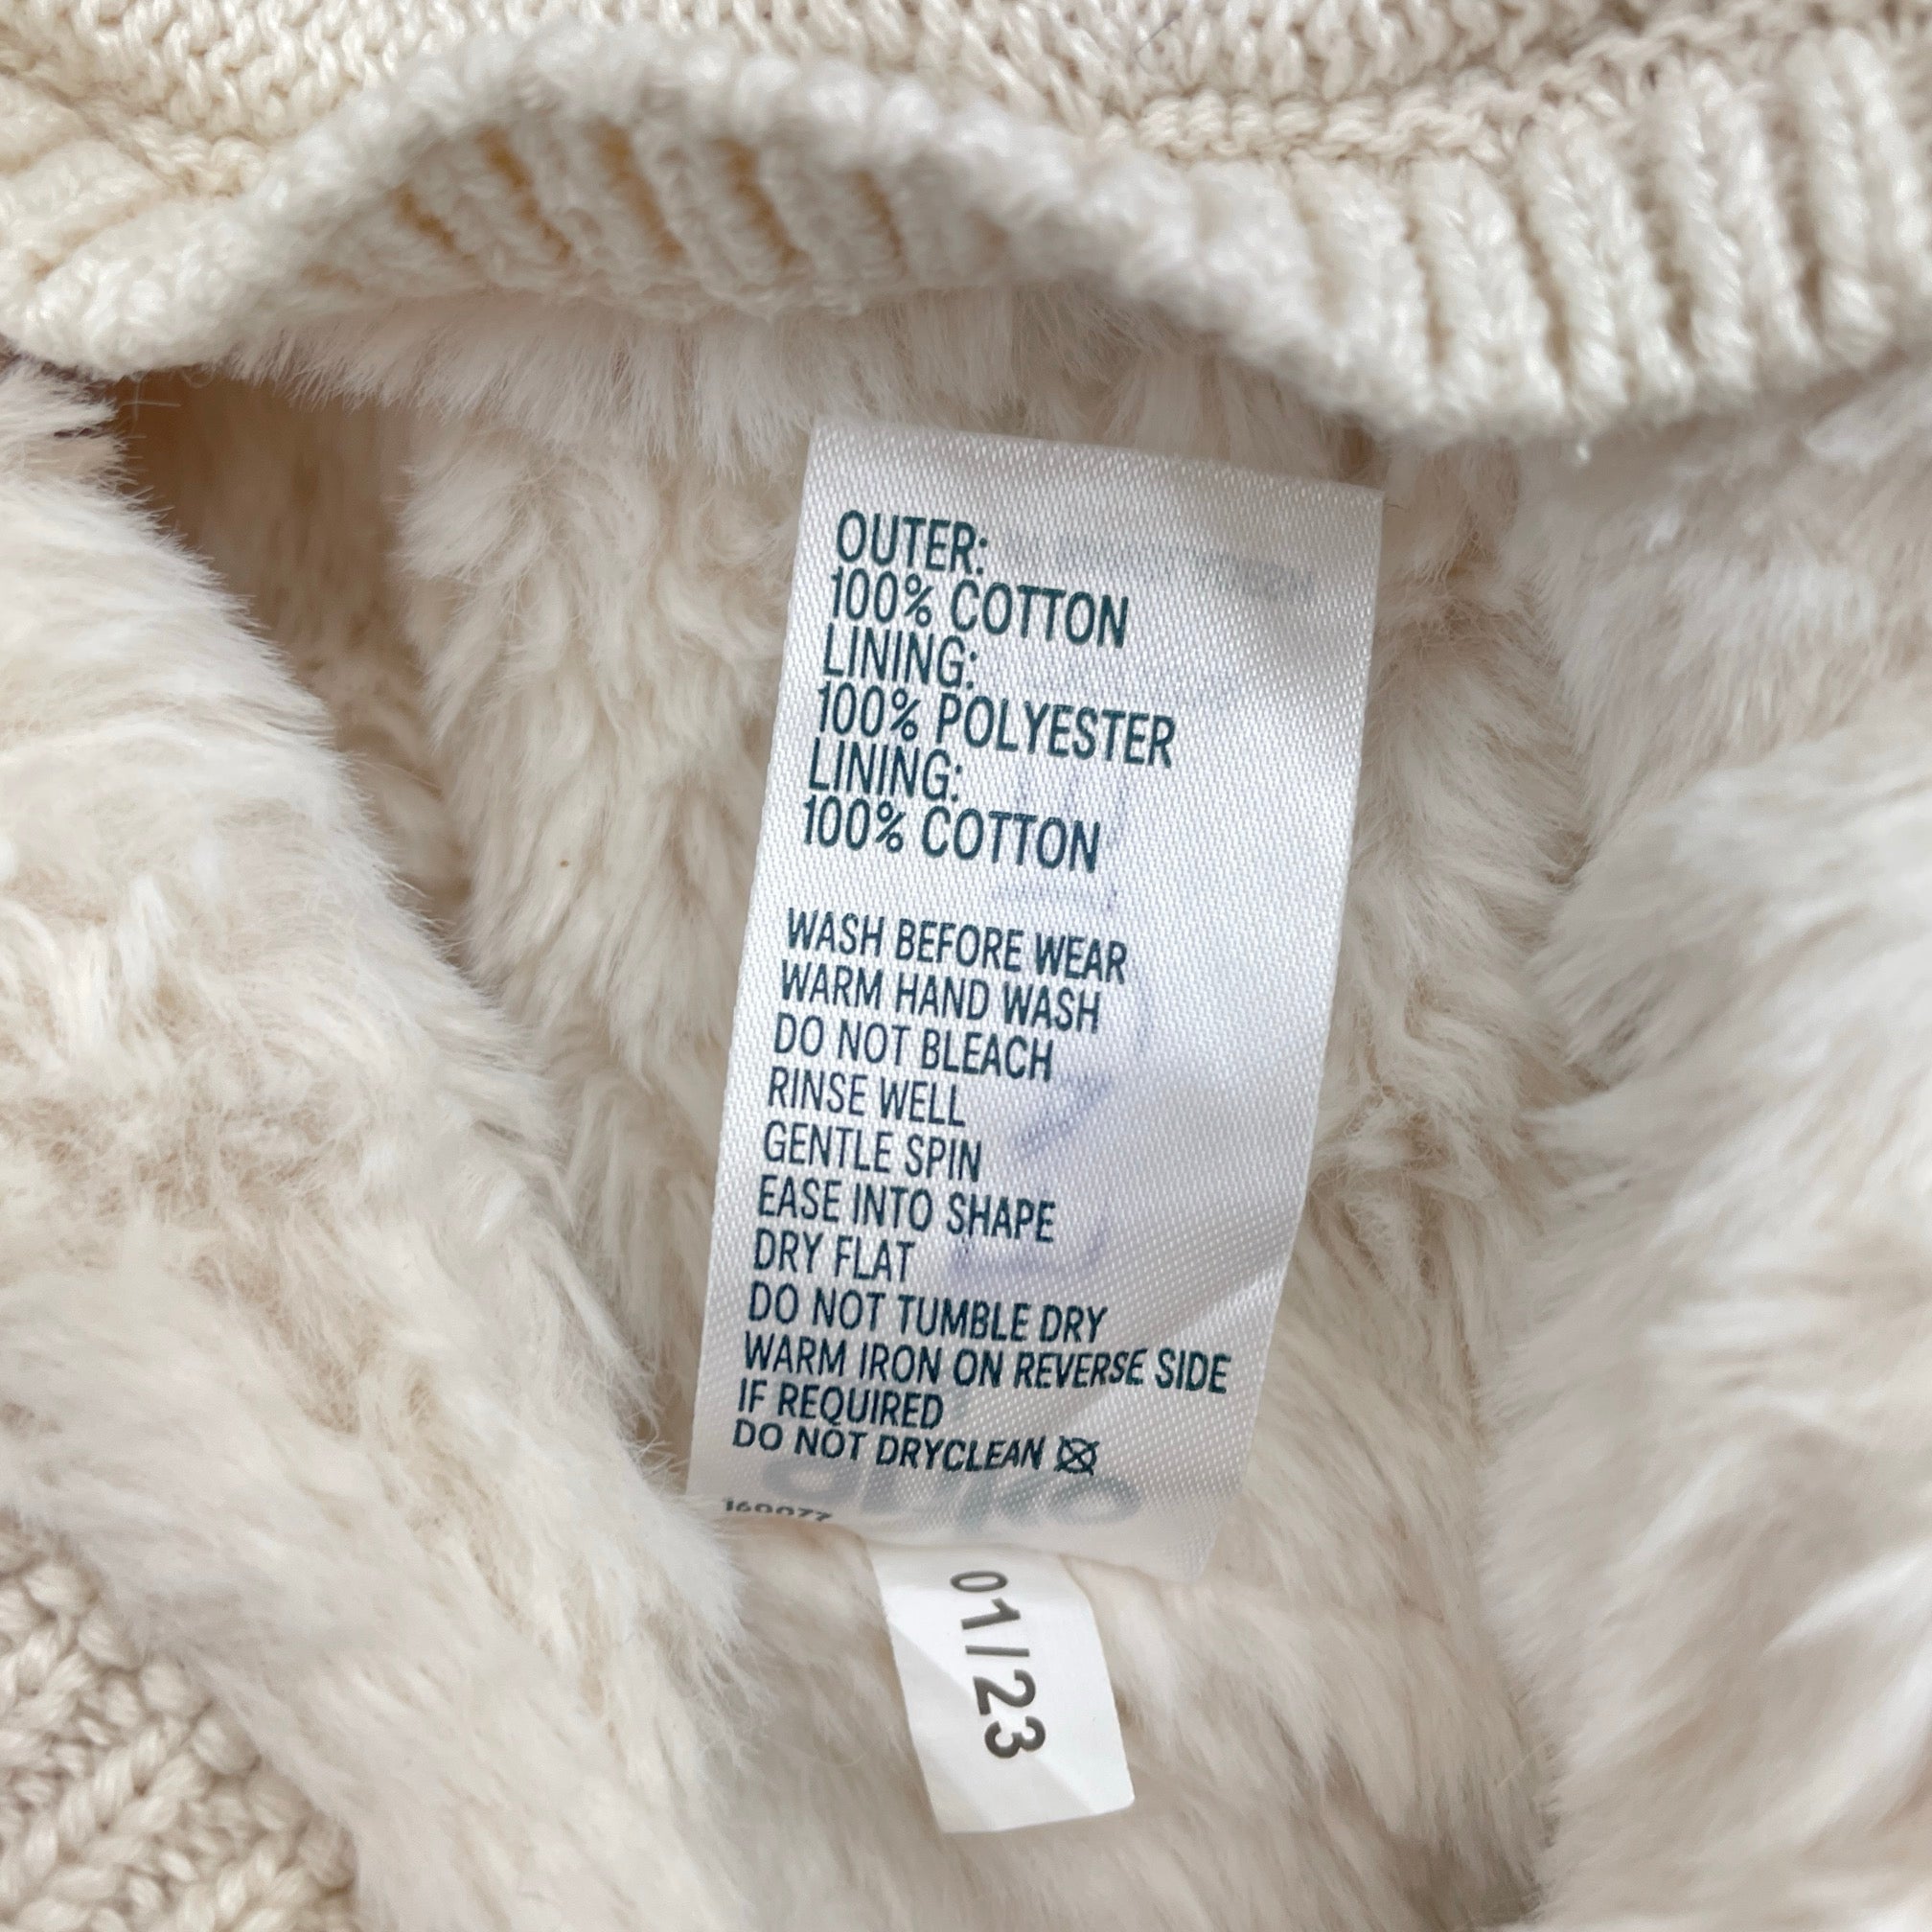 OUTER:
100% COTTON
LINING:
100% POLYESTER
LINING:
100% COTTON
WASH BEFORE WEAR
WARM HAND WASH
DO NOT BLEACH
RINSE WELL
GENTLE SPIN
EASE INTO SHAPE
DRY FLAT
DO NOT TUMBLE DRY
WARM IRON ON REVERSE SIDE
IF REQUIRED
DO NOT DRYCLEAN
160077
01/23